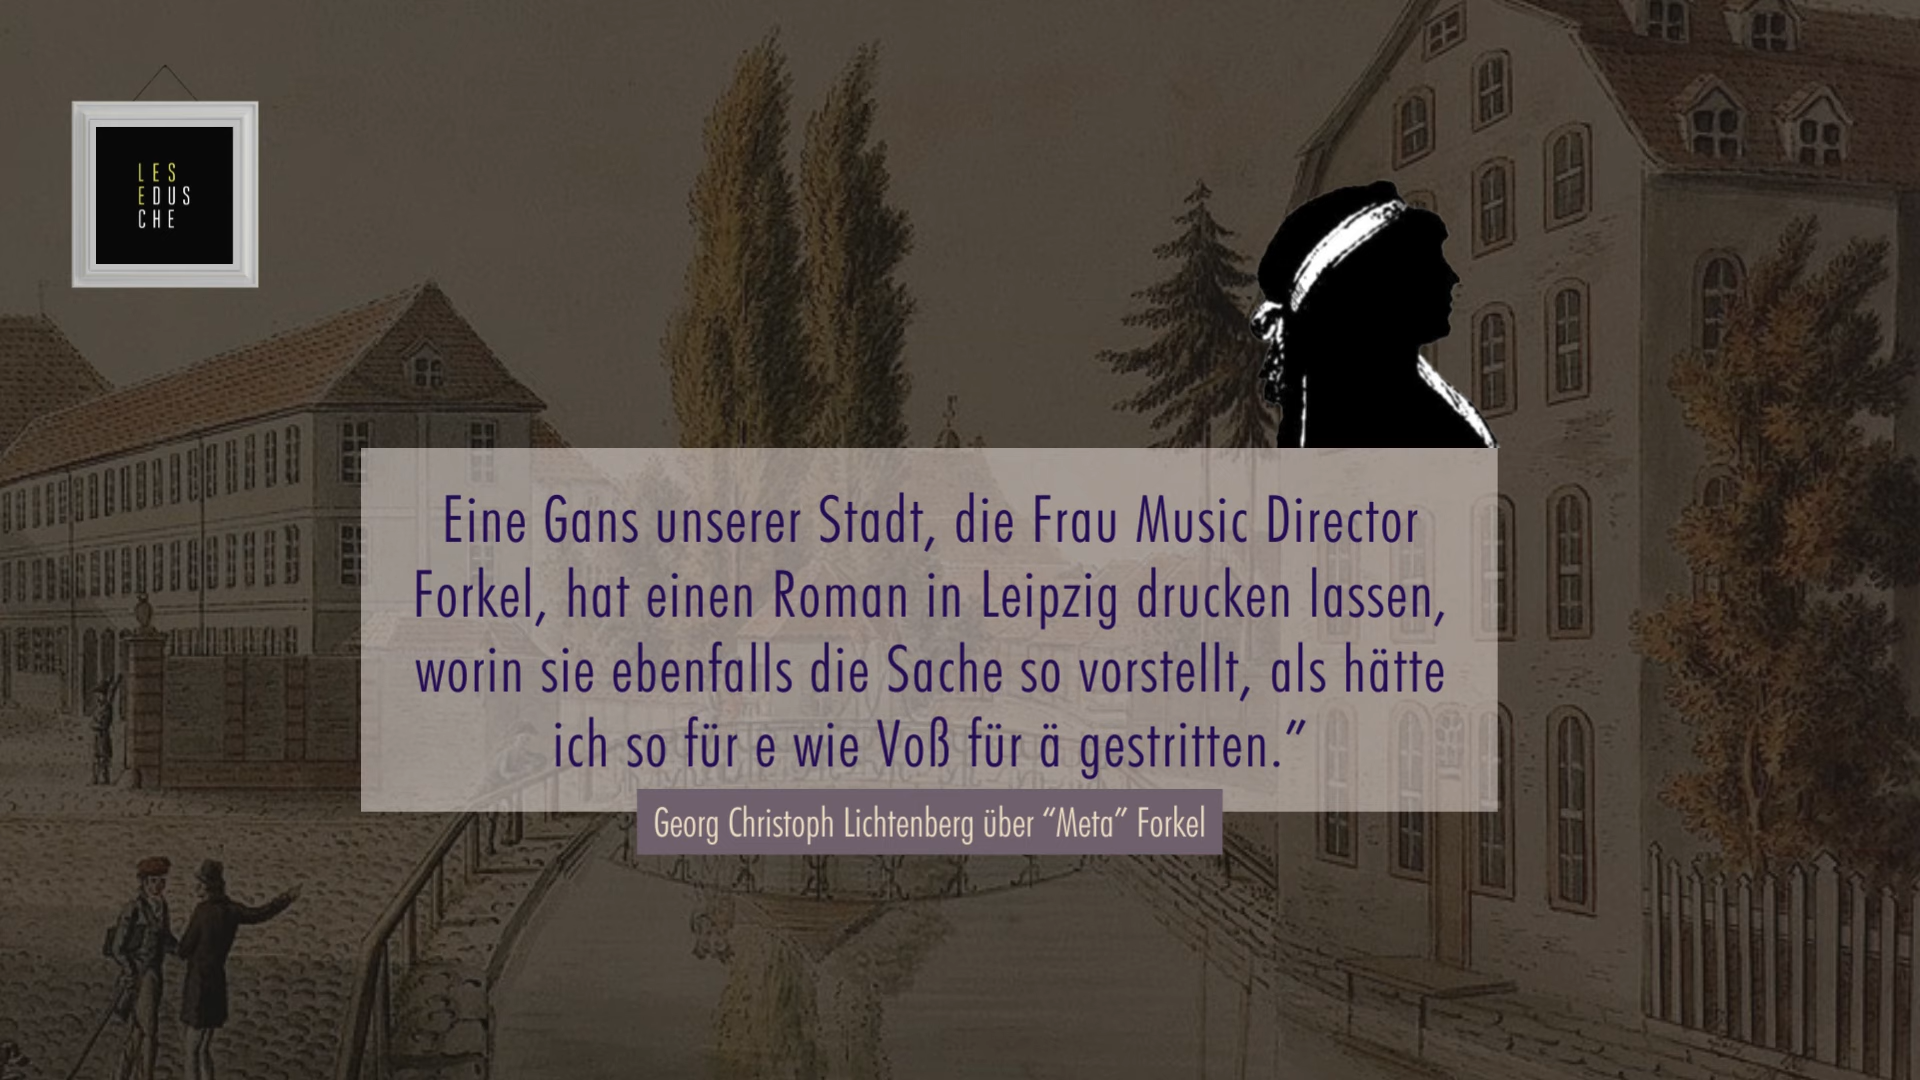 LES
EDUS
CHE
Eine Gans unserer Stadt, die Frau Music Director
Forkel, hat einen Roman in Leipzig drucken lassen,
worin sie ebenfalls die Sache so vorstellt, als hätte
ich so für e wie Voß für ä gestritten.”
Georg Christoph Lichtenberg über “Meta” Forkel